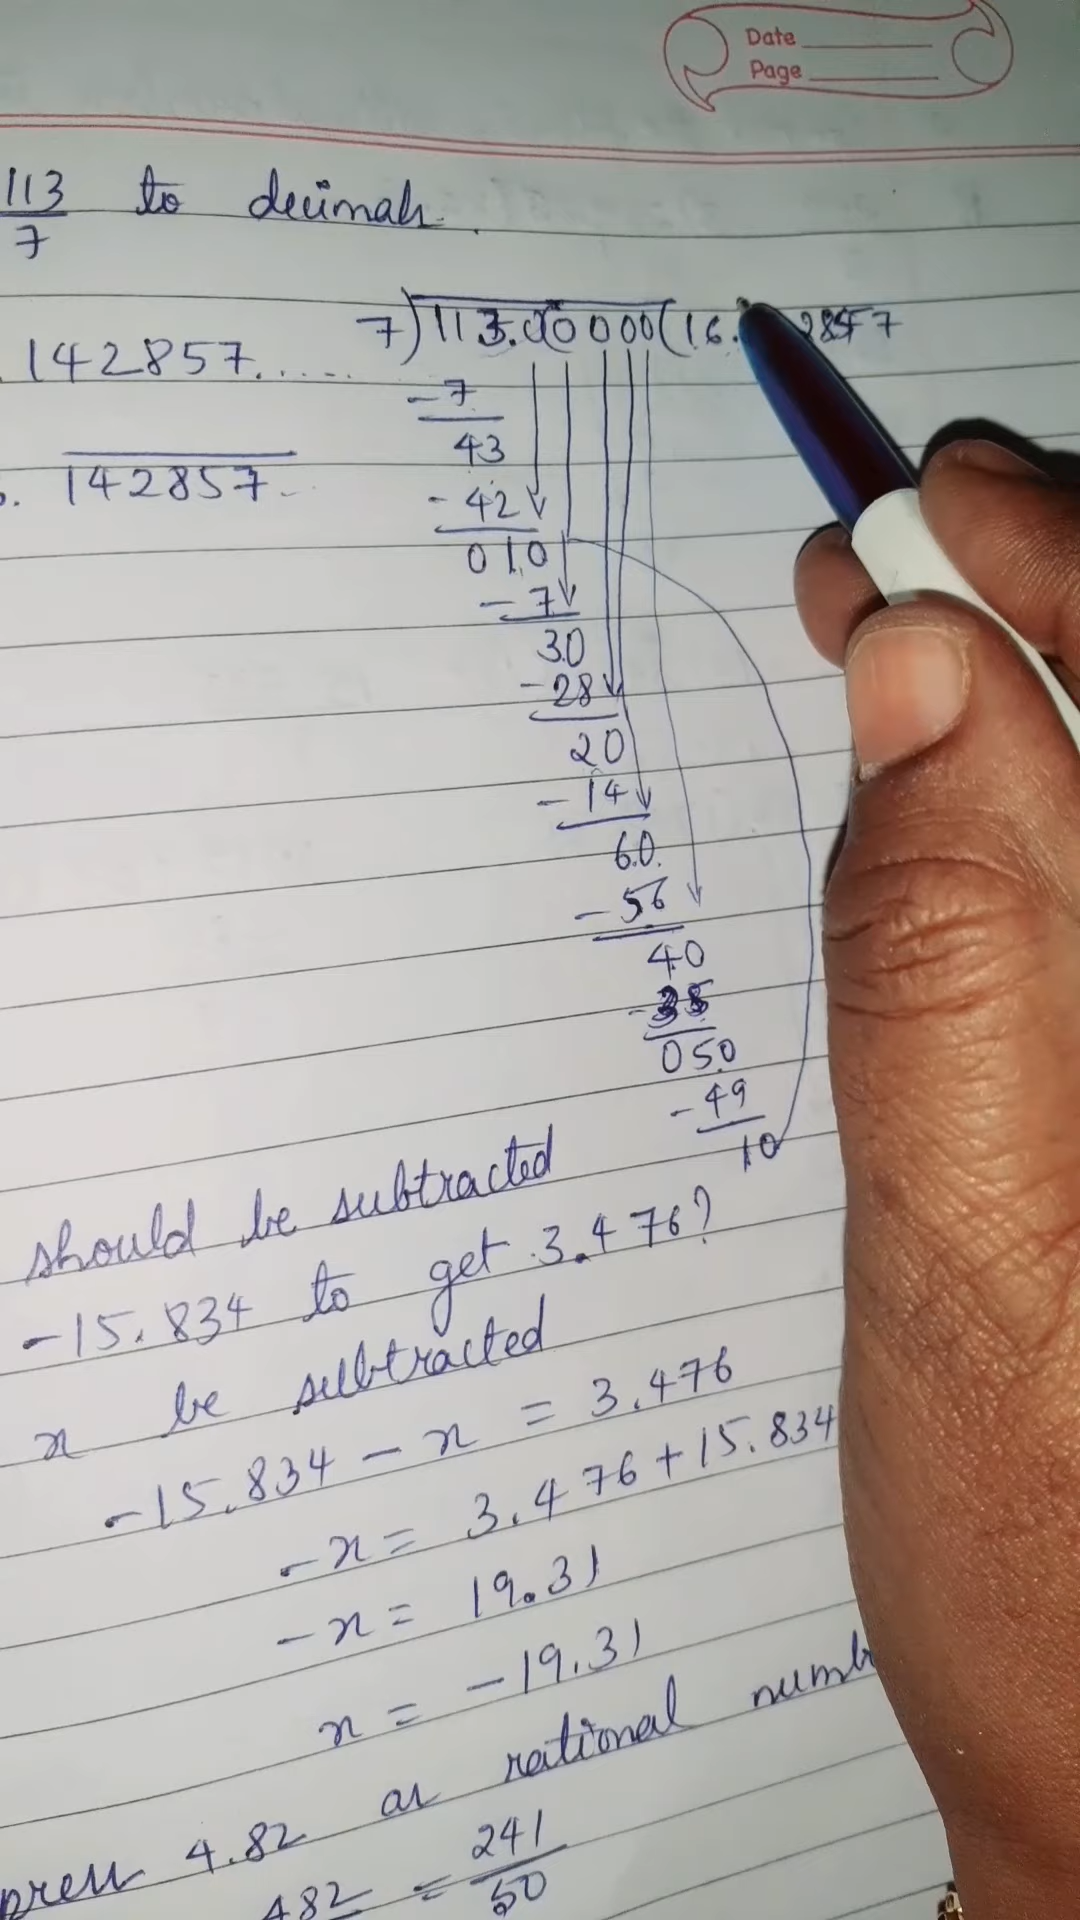 Date
Page
113
7
to decimals.
7)113.000000(16. 2857
. 142857.....
. 142857
-7
43
-42
010
-7
30
-28
20
-14
60
-56
40
-35
050
-49
10
should be subtracted
-15.834 to get 3.476?
x be subtracted
-15.834 - x = 3.476
-x = 3.476 + 15.834
-x = 19.31
x = -19.31
4.82 as rational
482 = 241
50